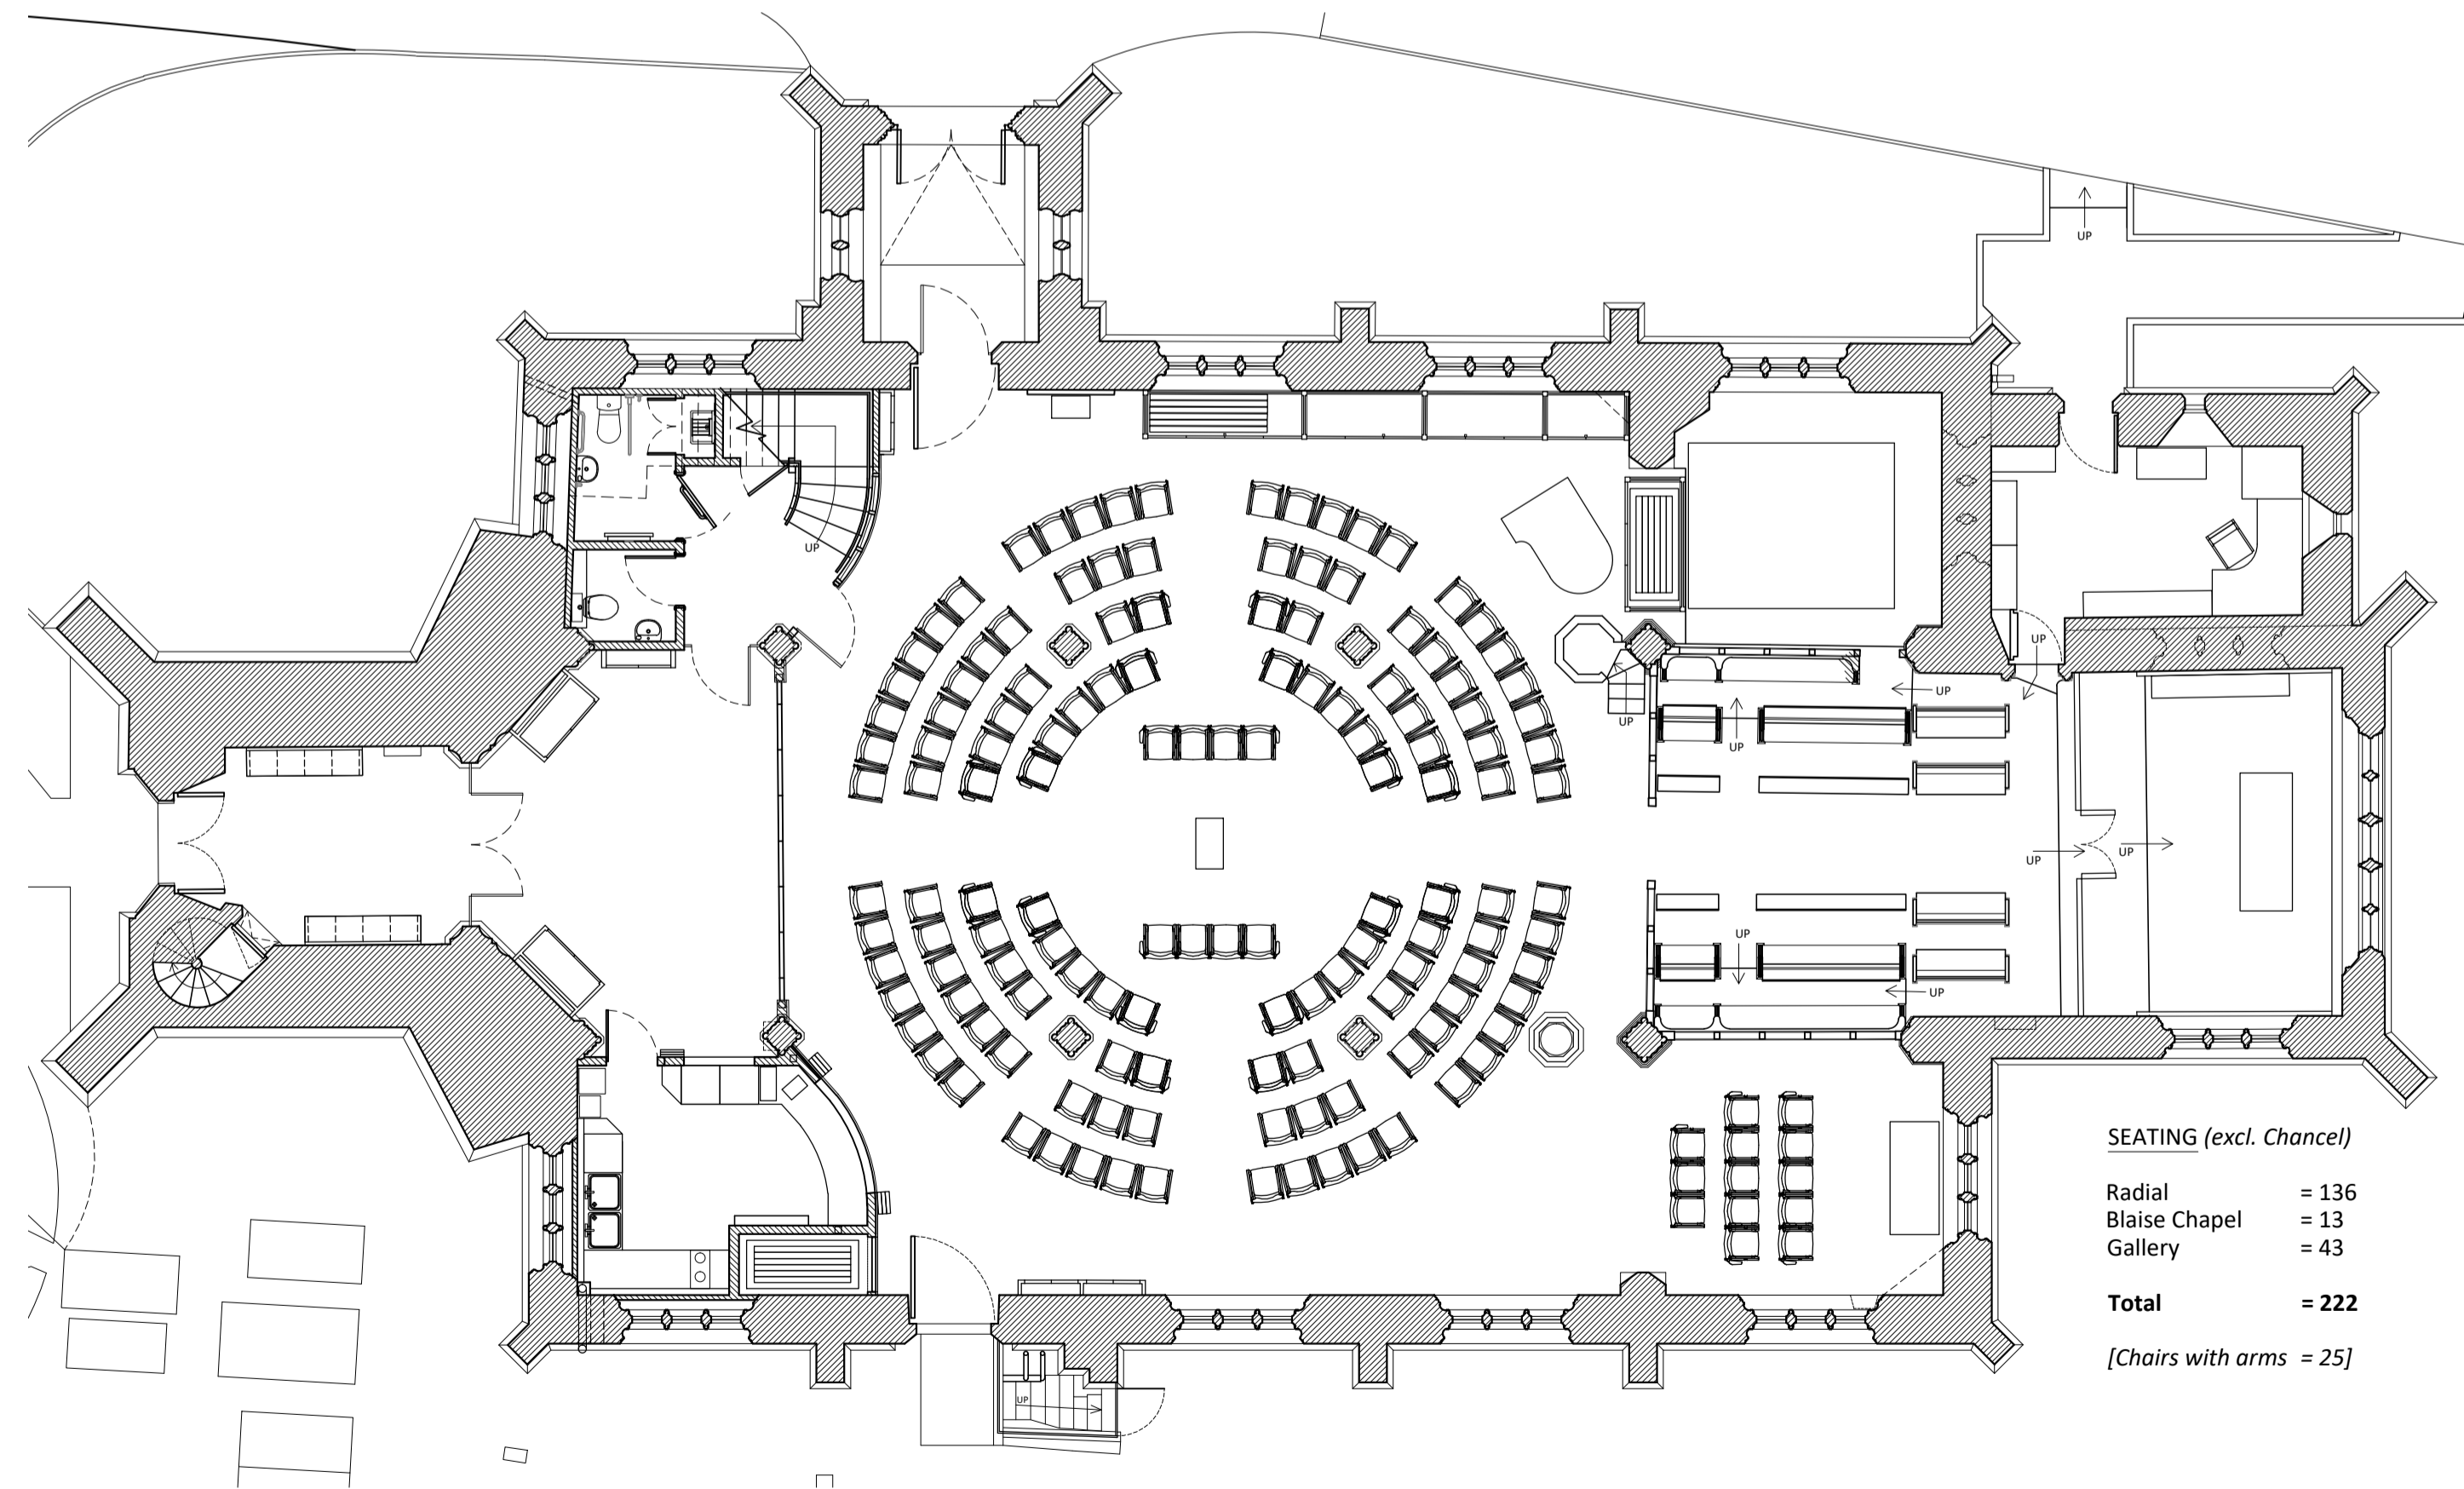 UP
UP
UP
UP
UP
UP
UP
UP
UP
UP
UP
UP
SEATING (excl. Chancel)
Radial = 136
Blaise Chapel = 13
Gallery = 43
Total = 222
[Chairs with arms = 25]